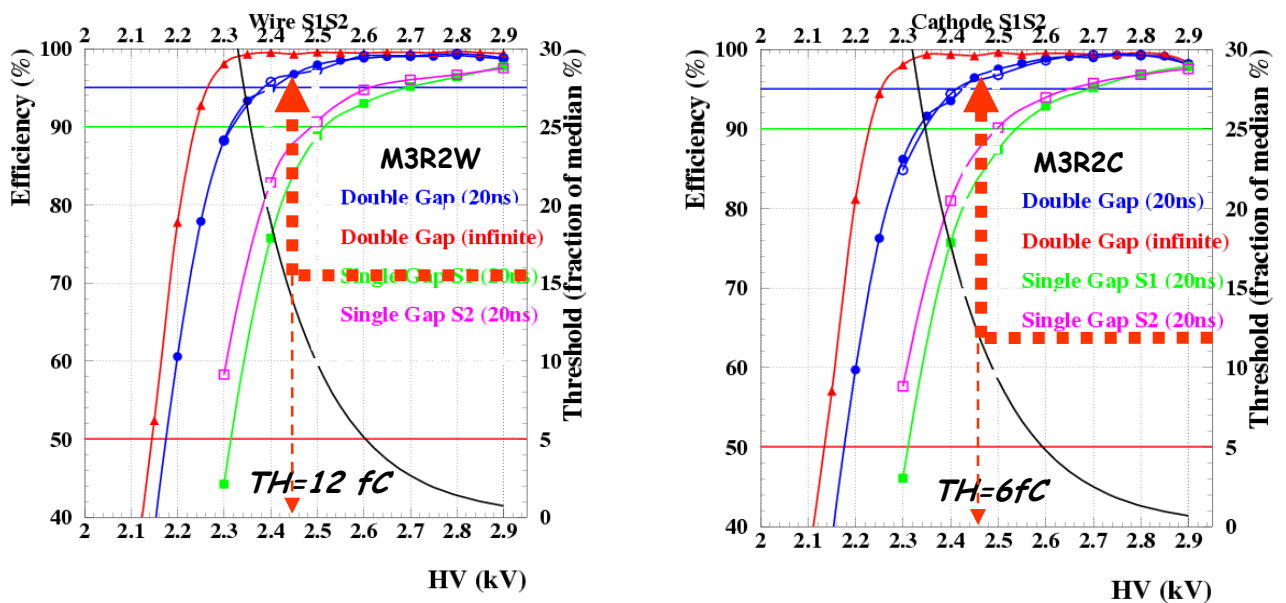 Wire S1S2
2 2.1 2.2 2.3 2.4 2.5 2.6 2.7 2.8 2.9
Efficiency (%)
100
90
80
70
60
50
40
30
25
20
15
10
5
0
Threshold (fraction of median %)
M3R2W
Double Gap (20ns)
Double Gap (infinite)
Single Gap S1 (20ns)
Single Gap S2 (20ns)
TH=12 fC
2 2.1 2.2 2.3 2.4 2.5 2.6 2.7 2.8 2.9
HV (kV)
Cathode S1S2
2 2.1 2.2 2.3 2.4 2.5 2.6 2.7 2.8 2.9
Efficiency (%)
100
90
80
70
60
50
40
30
25
20
15
10
5
0
Threshold (fraction of median %)
M3R2C
Double Gap (20ns)
Double Gap (infinite)
Single Gap S1 (20ns)
Single Gap S2 (20ns)
TH=6fC
2 2.1 2.2 2.3 2.4 2.5 2.6 2.7 2.8 2.9
HV (kV)